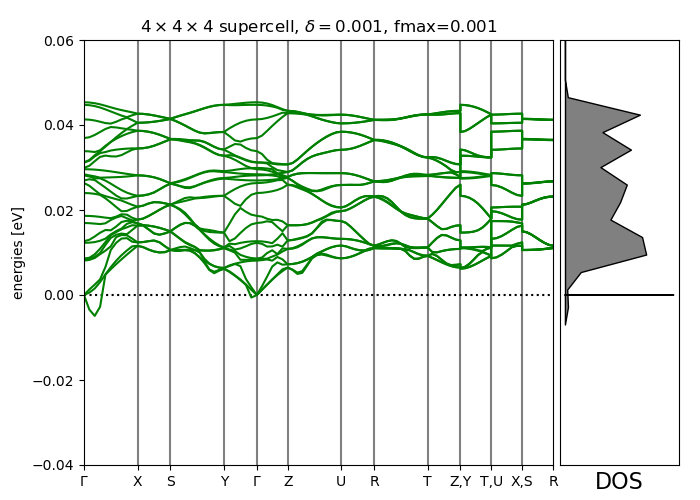 4 × 4 × 4 supercell, δ = 0.001, fmax=0.001
energies [eV]
0.06
0.04
0.02
0.00
−0.02
−0.04
Γ X S Y Γ Z U R T Z,Y T,U X,S R
DOS